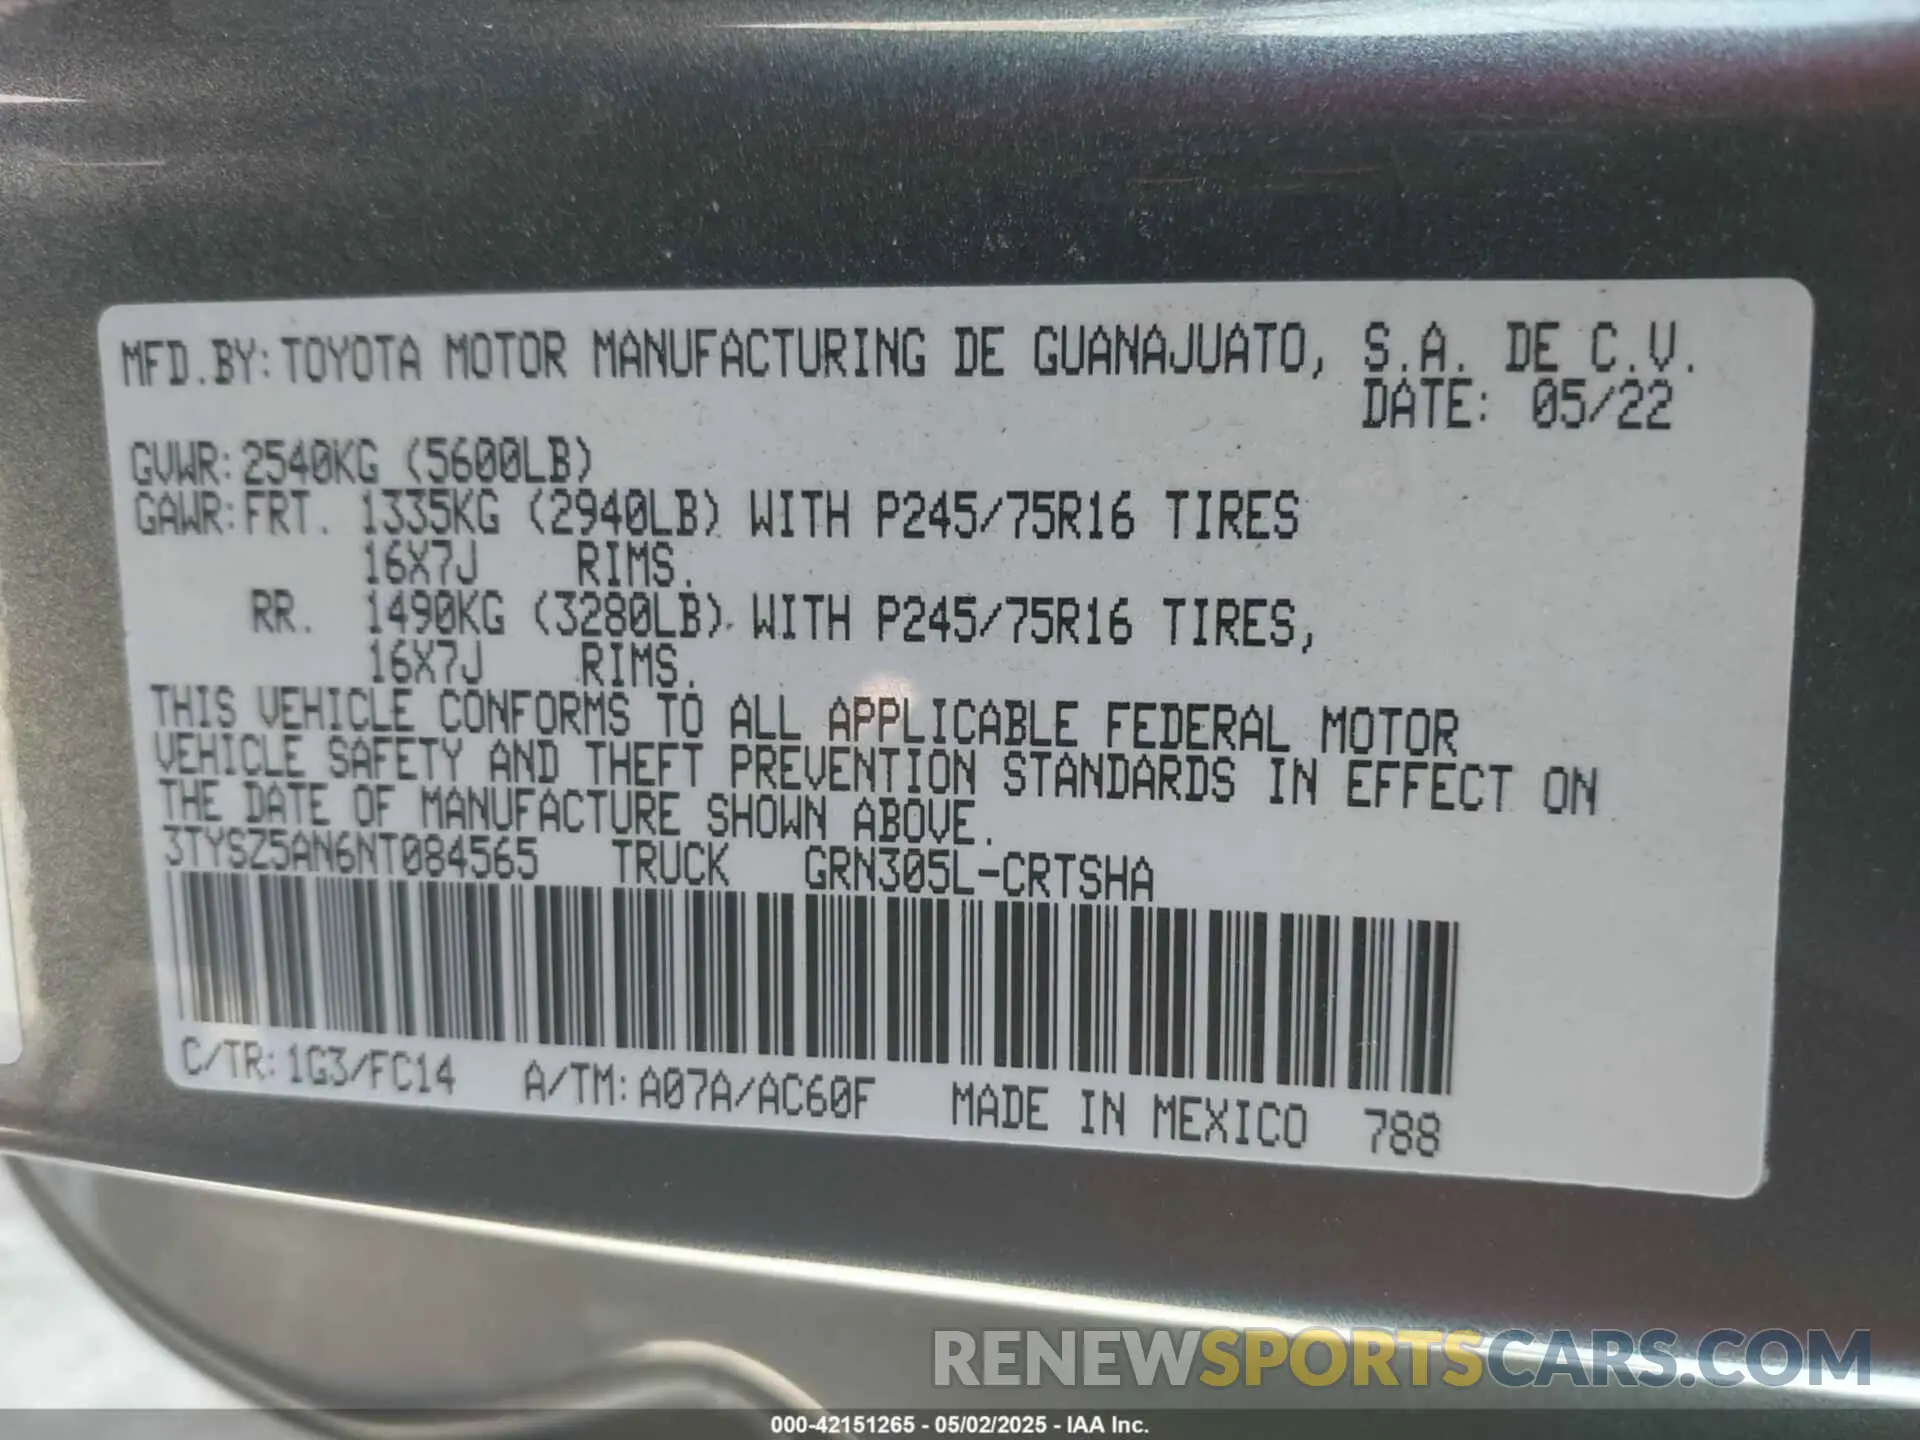 MFD.BY:TOYOTA MOTOR MANUFACTURING DE GUANAJUATO, S.A. DE C.V.
DATE: 05/22
GVWR:2540KG (5600LB)
GAWR:FRT. 1335KG (2940LB) WITH P245/75R16 TIRES
16X7J RIMS.
RR. 1490KG (3280LB) WITH P245/75R16 TIRES,
16X7J RIMS.
THIS VEHICLE CONFORMS TO ALL APPLICABLE FEDERAL MOTOR
VEHICLE SAFETY AND THEFT PREVENTION STANDARDS IN EFFECT ON
THE DATE OF MANUFACTURE SHOWN ABOVE.
3TYSZ5AN6NT084565 TRUCK GRN305L-CRTSHA
C/TR:1G3/FC14 A/TM:A07A/AC60F MADE IN MEXICO 788
RENEWSPORTSCARS.COM
000-42151265 - 05/02/2025 - IAA Inc.